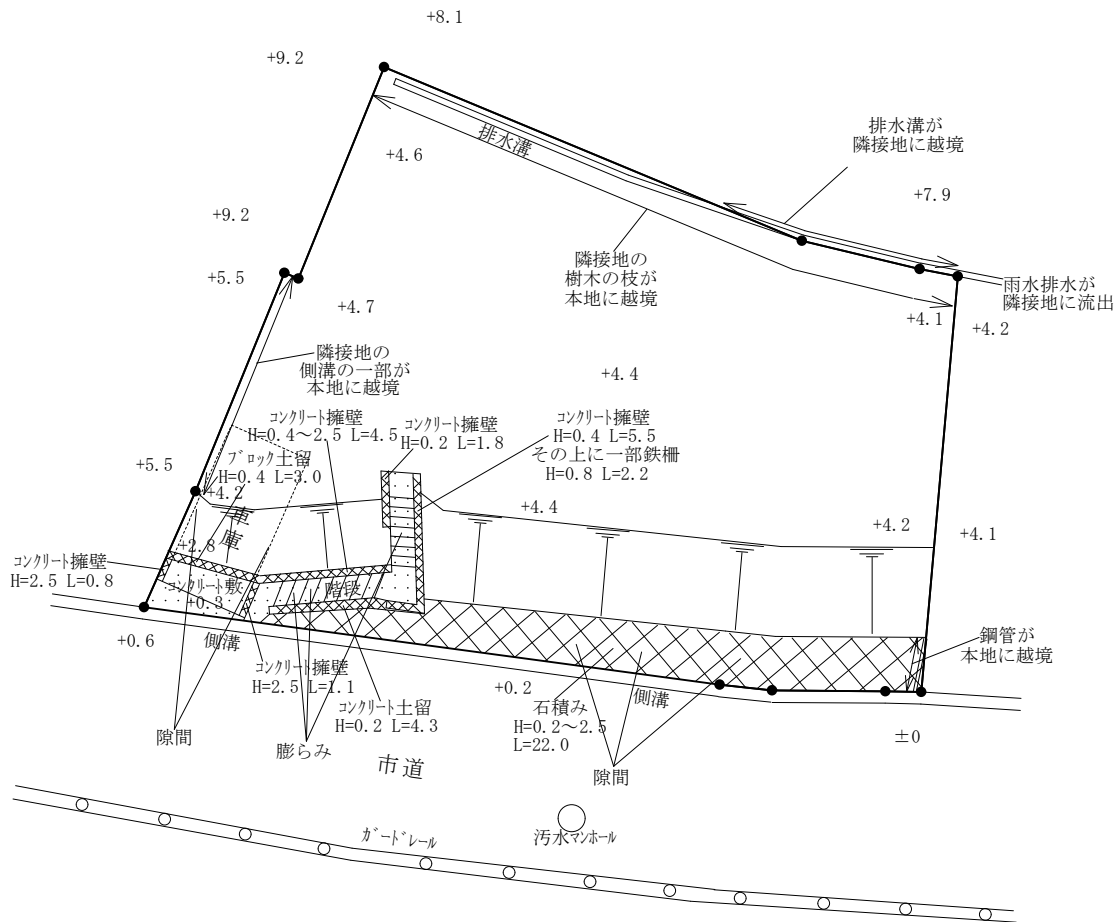 +8.1
+9.2
排水溝が
隣接地に越境
排水溝
+4.6
+7.9
+9.2
隣接地の
樹木の枝が
本地に越境
+5.5
雨水排水が
隣接地に流出
+4.7
+4.1
+4.2
隣接地の
側溝の一部が
本地に越境
+4.4
コンクリート擁壁
H=0.4～2.5 L=4.5
コンクリート擁壁
H=0.2 L=1.8
コンクリート擁壁
H=0.4 L=5.5
その上に一部鉄柵
H=0.8 L=2.2
ブロック土留
H=0.4 L=3.0
+5.5
+4.2
車庫
+4.4
+4.2
+4.1
+2.8
コンクリート擁壁
H=2.5 L=0.8
コンクリート敷
+0.3
階段
+0.6
側溝
鋼管が
本地に越境
コンクリート擁壁
H=2.5 L=1.1
コンクリート土留
H=0.2 L=4.3
+0.2
石積み
H=0.2～2.5
L=22.0
側溝
±0
隙間
膨らみ
隙間
市道
汚水マンホール
ガードレール